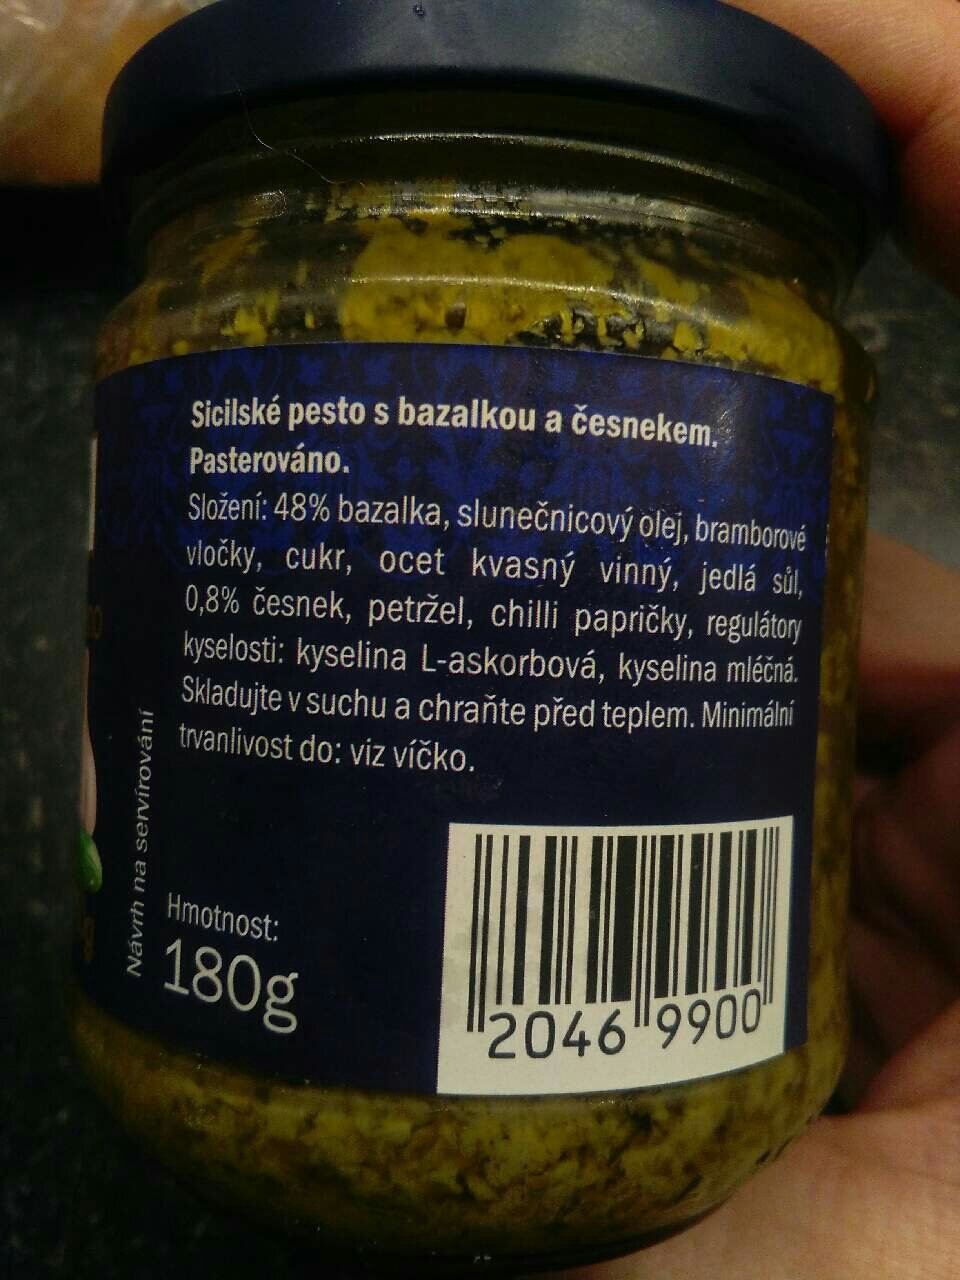 Sicilské pesto s bazalkou a česnekem.
Pasterováno.
Složení: 48% bazalka, slunečnicový olej, bramborové
vločky, cukr, ocet kvasný vinný, jedlá sůl,
0,8% česnek, petržel, chilli papričky, regulátory
kyselosti: kyselina L-askorbová, kyselina mléčná.
Skladujte v suchu a chraňte před teplem. Minimální
trvanlivost do: viz víčko.
Návrh na servírování
Hmotnost:
180g
2046 9900